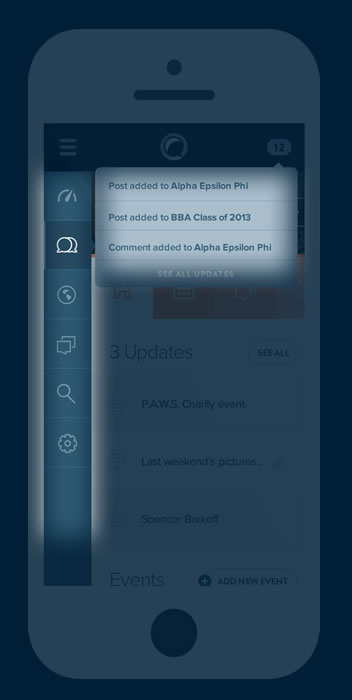 12
Post added to Alpha Epsilon Phi
Post added to BBA Class of 2013
Comment added to Alpha Epsilon Phi
SEE ALL UPDATES
3 Updates
SEE ALL
P.A.W.S. Charity event
Last weekend's pictures...
Spencer Barkoff
Events
ADD NEW EVENT